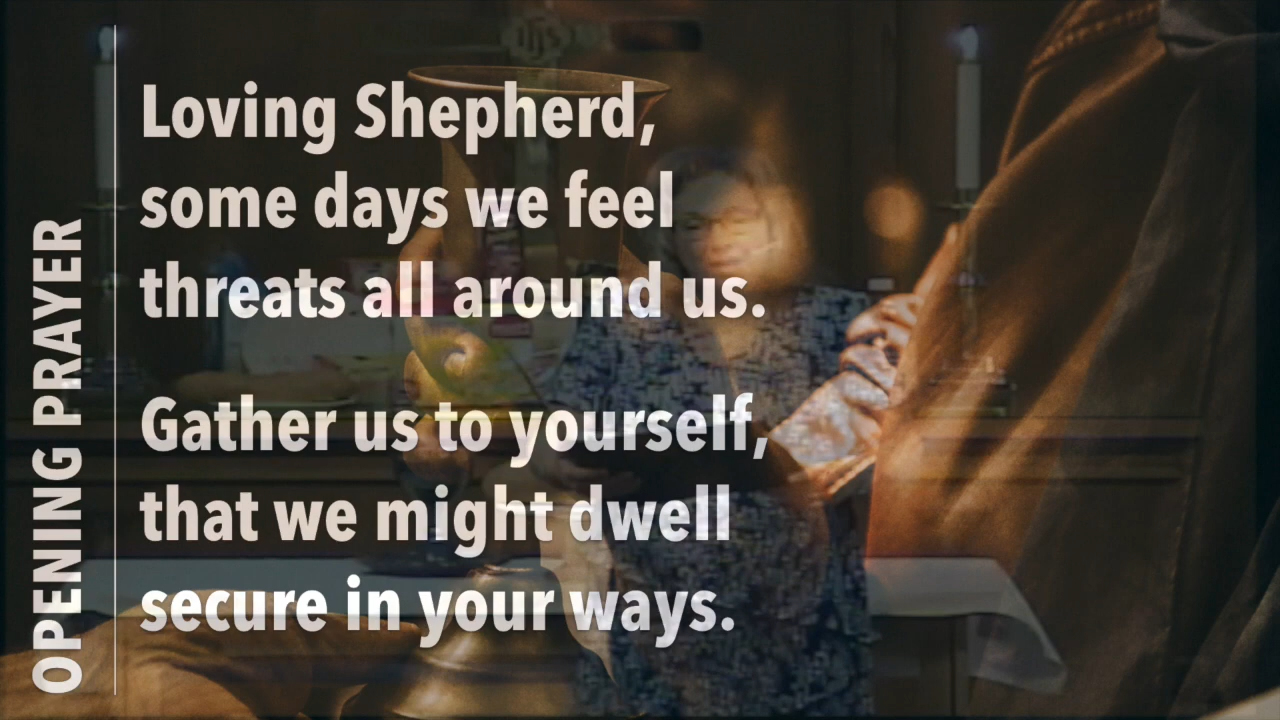 OPENING PRAYER
Loving Shepherd,
some days we feel
threats all around us.
Gather us to yourself,
that we might dwell
secure in your ways.
IHS